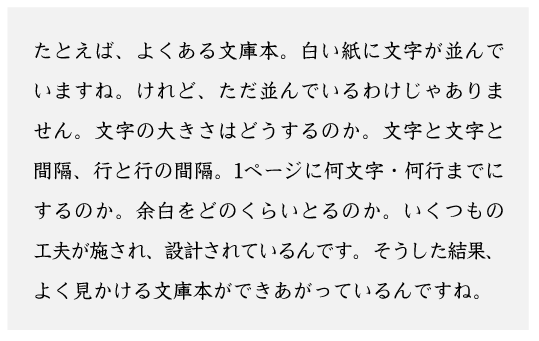 たとえば、よくある文庫本。白い紙に文字が並んで
いますね。けれど、ただ並んでいるわけじゃありま
せん。文字の大きさはどうするのか。文字と文字と
間隔、行と行の間隔。1ページに何文字・何行までに
するのか。余白をどのくらいとるのか。いくつもの
工夫が施され、設計されているんです。そうした結果、
よく見かける文庫本ができあがっているんですね。